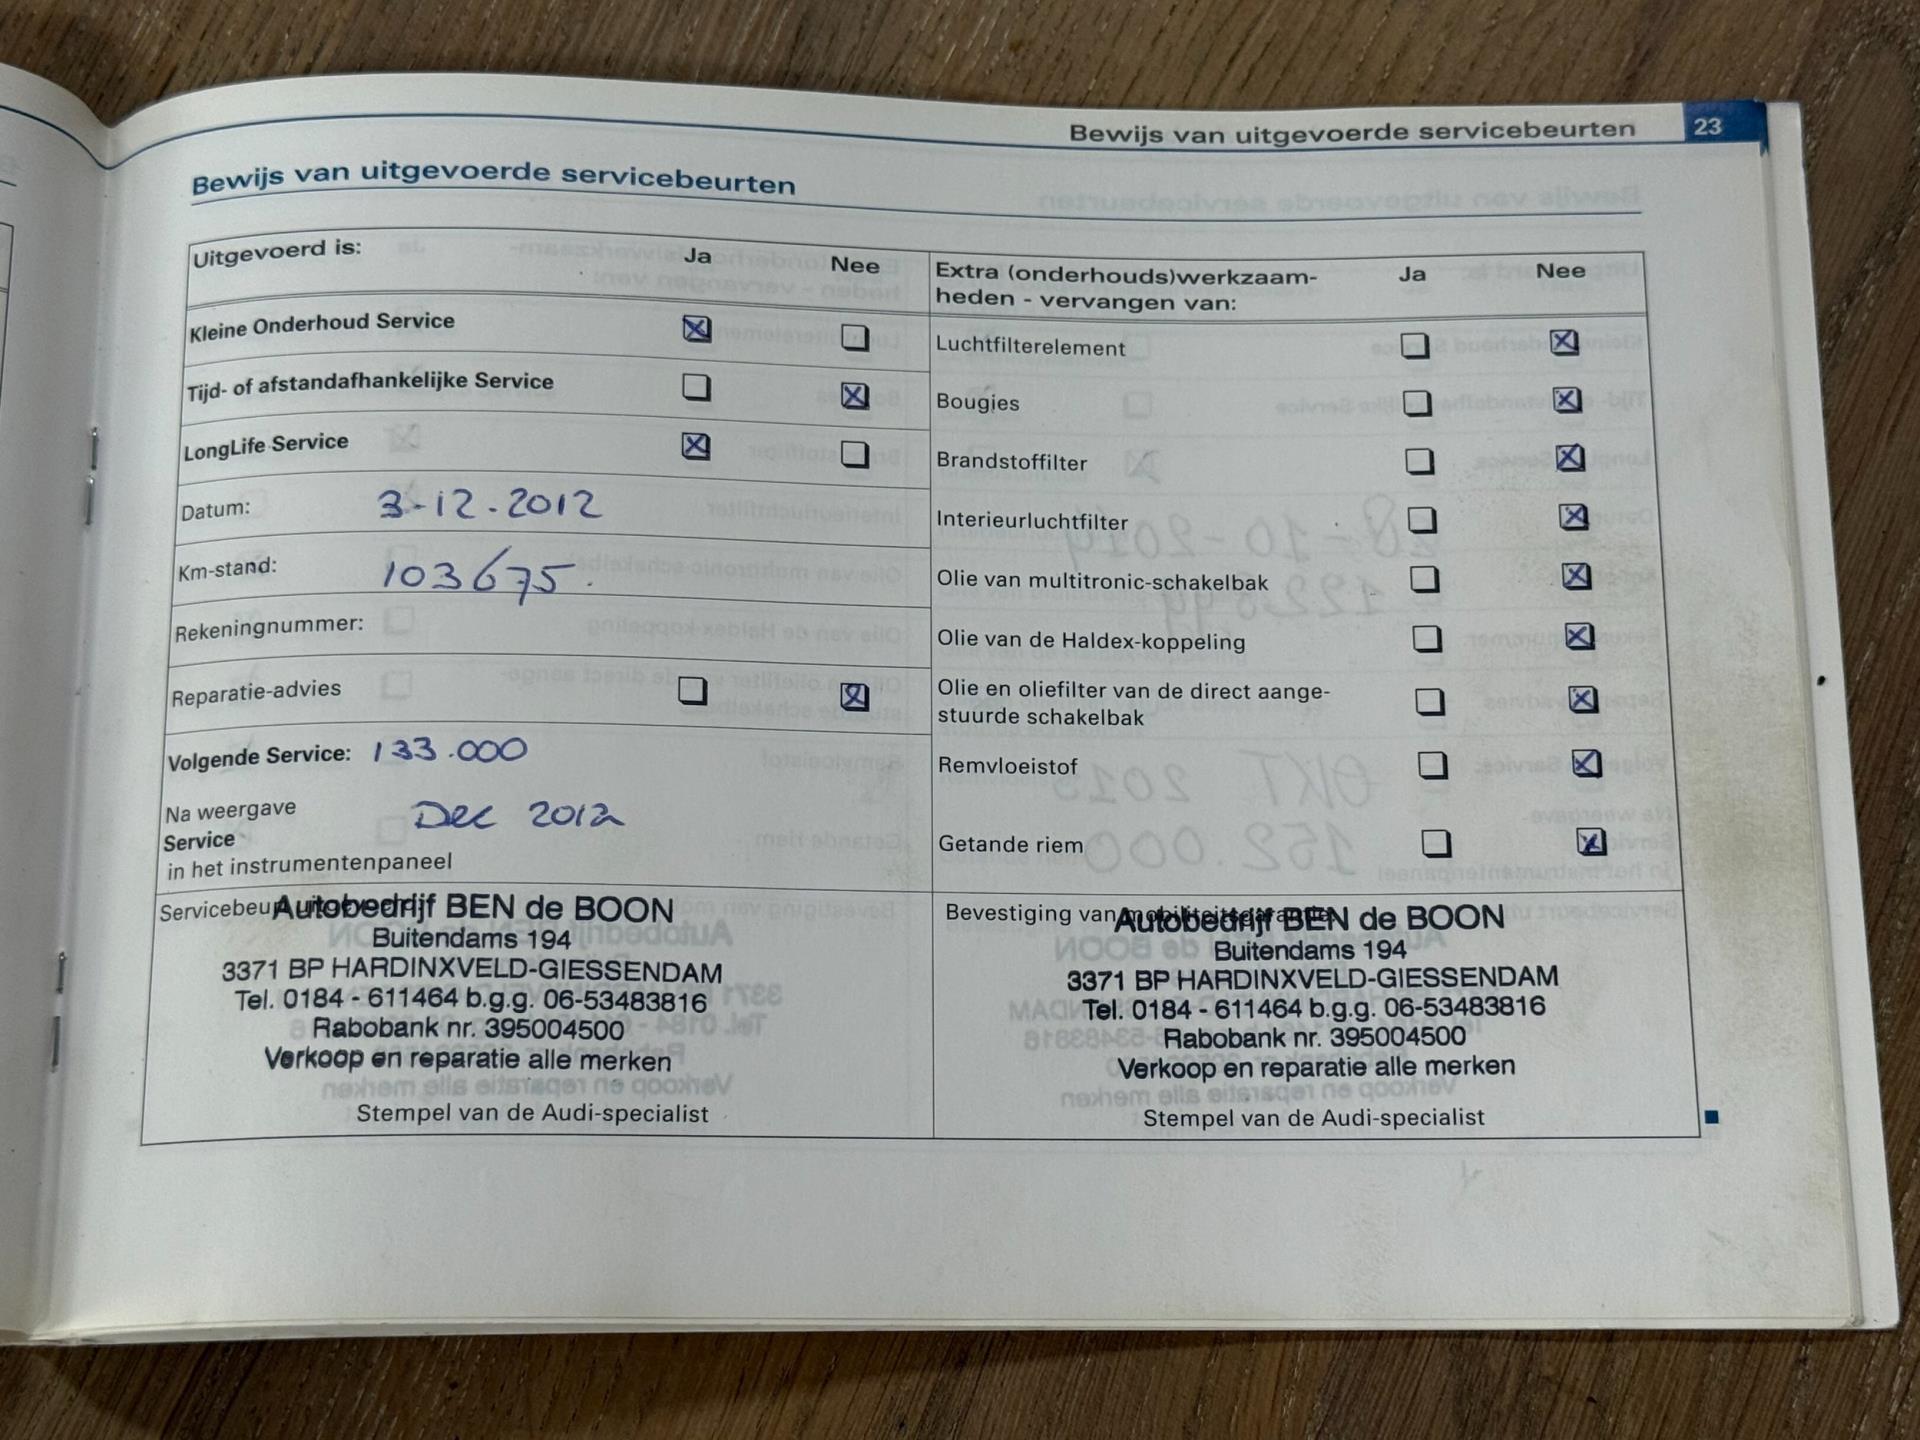 Bewijs van uitgevoerde servicebeurten 23
Bewijs van uitgevoerde servicebeurten
Uitgevoerd is: Ja Nee
Kleine Onderhoud Service
Tijd- of afstandafhankelijke Service
LongLife Service
Datum: 3-12-2012
Km-stand: 103675.
Rekeningnummer:
Reparatie-advies
Volgende Service: 133.000
Na weergave
Service
in het instrumentenpaneel
Dec 2012
Autobedrijf BEN de BOON
Buitendams 194
3371 BP HARDINXVELD-GIESSENDAM
Tel. 0184 - 611464 b.g.g. 06-53483816
Rabobank nr. 395004500
Verkoop en reparatie alle merken
Stempel van de Audi-specialist
Extra (onderhouds)werkzaam-
heden - vervangen van: Ja Nee
Luchtfilterelement
Bougies
Brandstoffilter
Interieurluchtfilter
Olie van multitronic-schakelbak
Olie van de Haldex-koppeling
Olie en oliefilter van de direct aange-
stuurde schakelbak
Remvloeistof
Getande riem
Bevestiging van mobiliteitsgarantie:
Autobedrijf BEN de BOON
Buitendams 194
3371 BP HARDINXVELD-GIESSENDAM
Tel. 0184 - 611464 b.g.g. 06-53483816
Rabobank nr. 395004500
Verkoop en reparatie alle merken
Stempel van de Audi-specialist